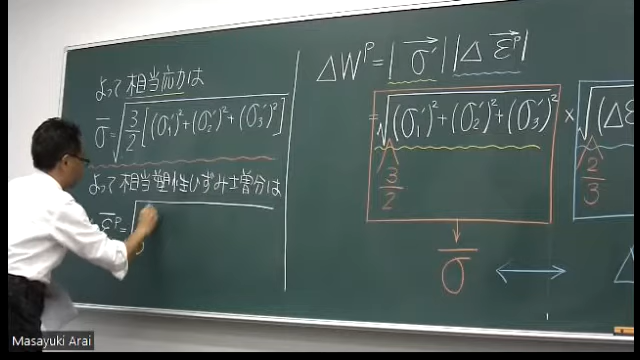 よって相当応力は
σ̅=√(3/2[(σ₁′)²+(σ₂′)²+(σ₃′)²])
よって相当塑性ひずみ増分は
ε̅ᵖ=√
ΔWᵖ=|σ⃗′||Δε⃗ᵖ|
=√((σ₁′)²+(σ₂′)²+(σ₃′)²) × √((Δε
3/2
2/3
σ̅ ⟷ Δ
Masayuki Arai